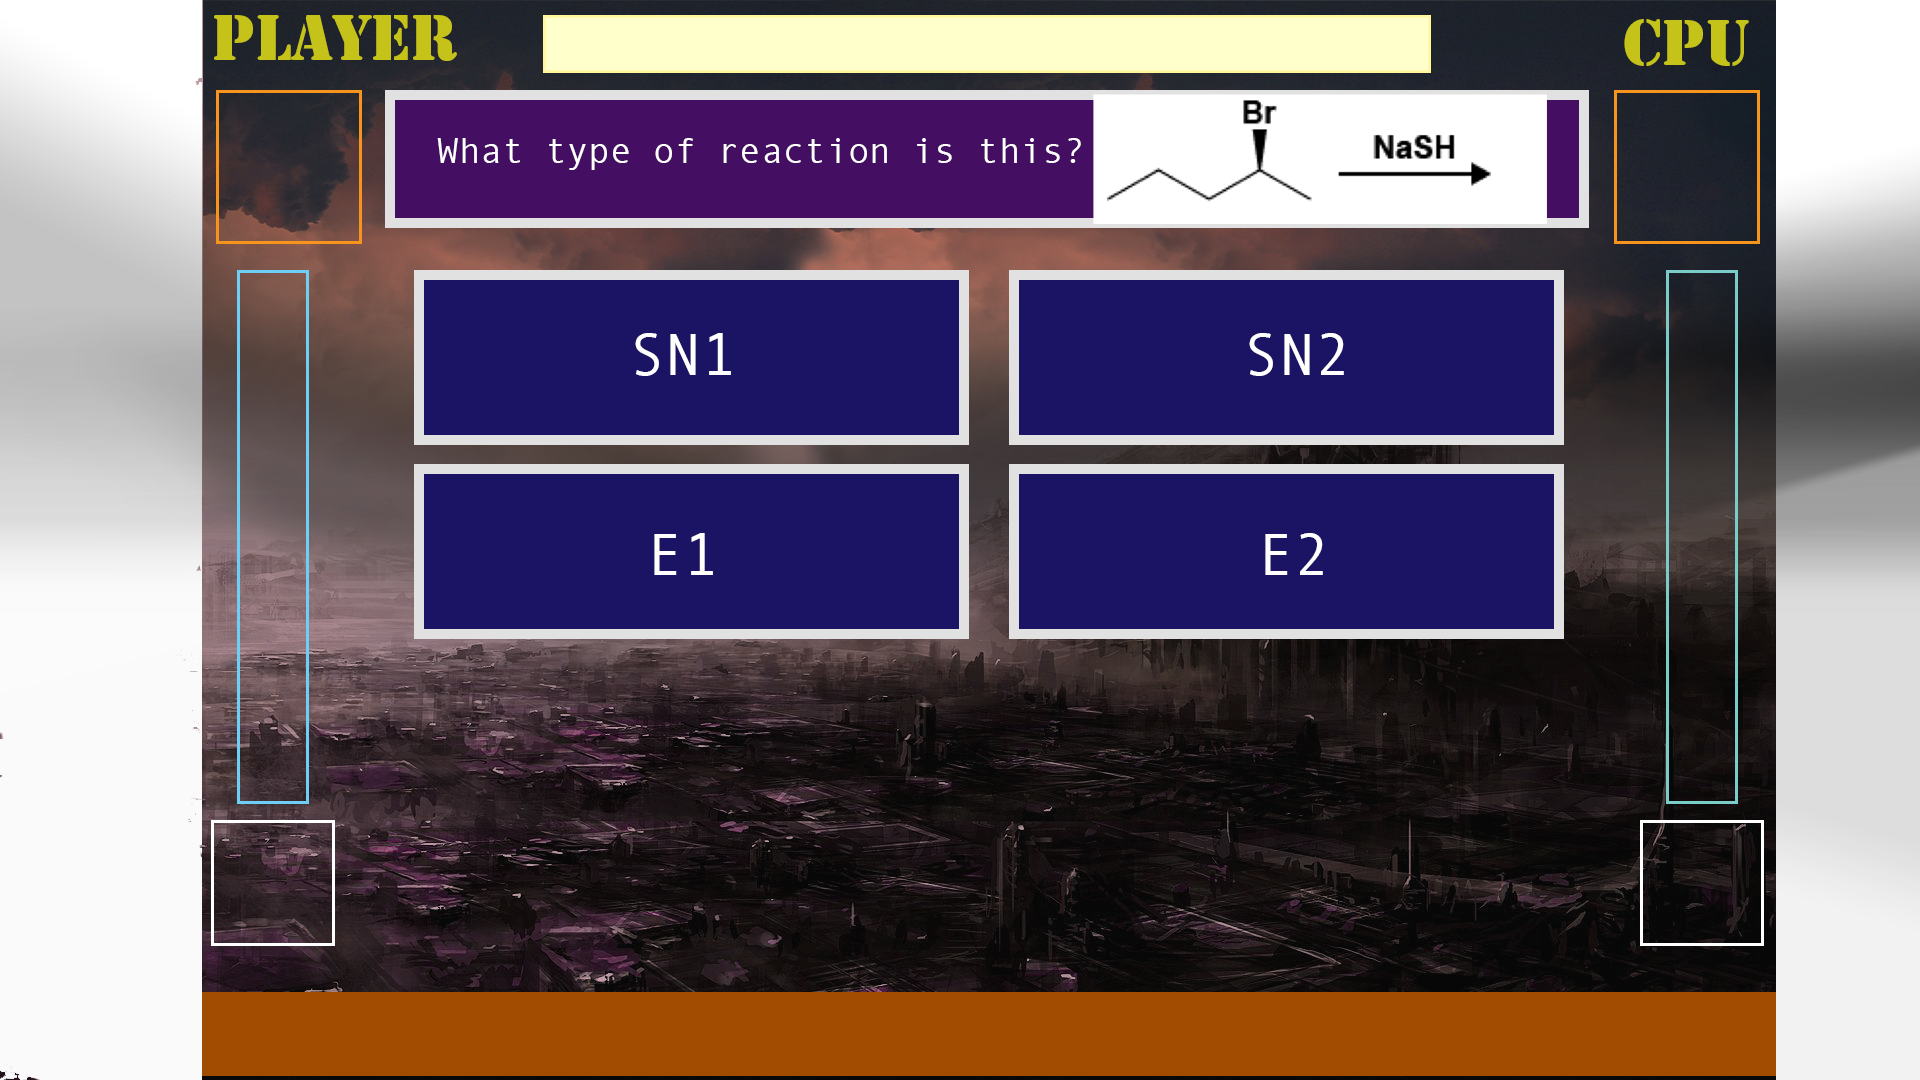 PLAYER
CPU
What type of reaction is this?
Br
NaSH
SN1
SN2
E1
E2